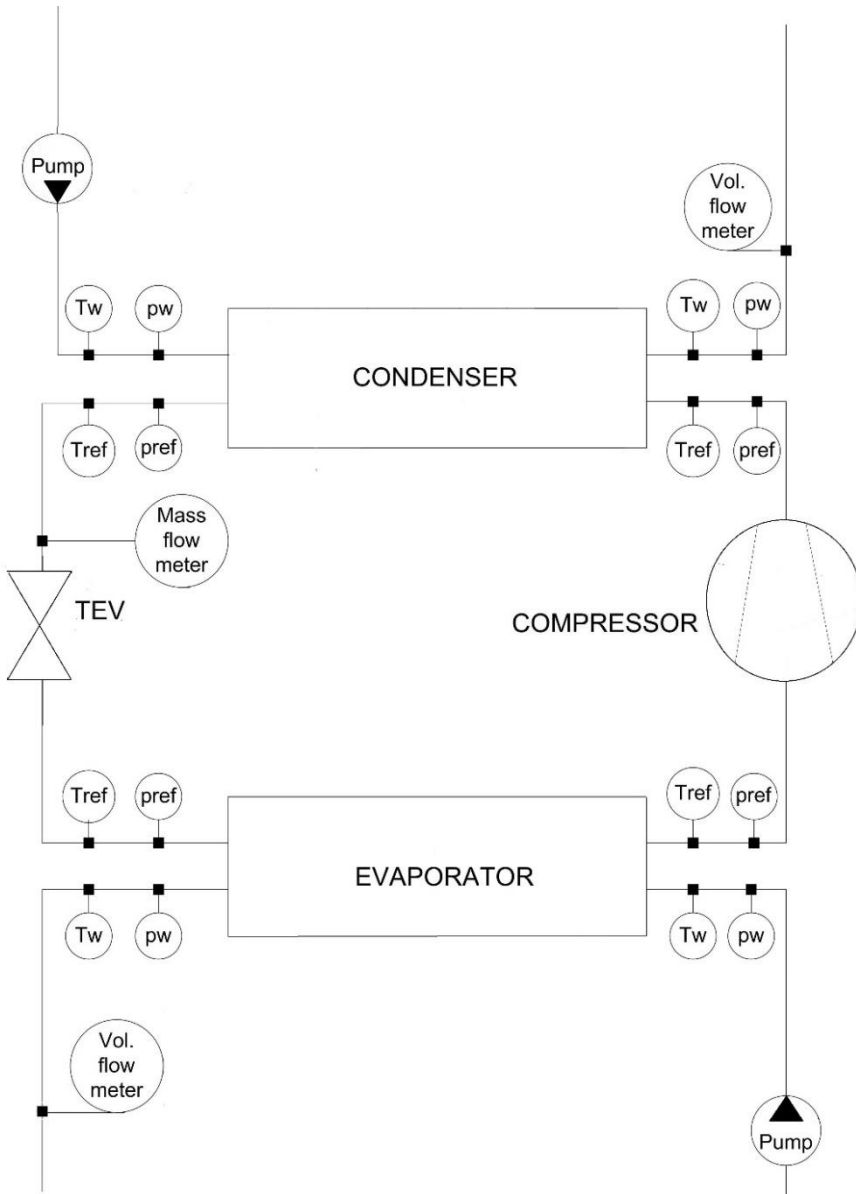 Pump
Vol.
flow
meter
Tw
pw
Tw
pw
CONDENSER
Tref
pref
Tref
pref
Mass
flow
meter
TEV
COMPRESSOR
Tref
pref
Tref
pref
EVAPORATOR
Tw
pw
Tw
pw
Vol.
flow
meter
Pump